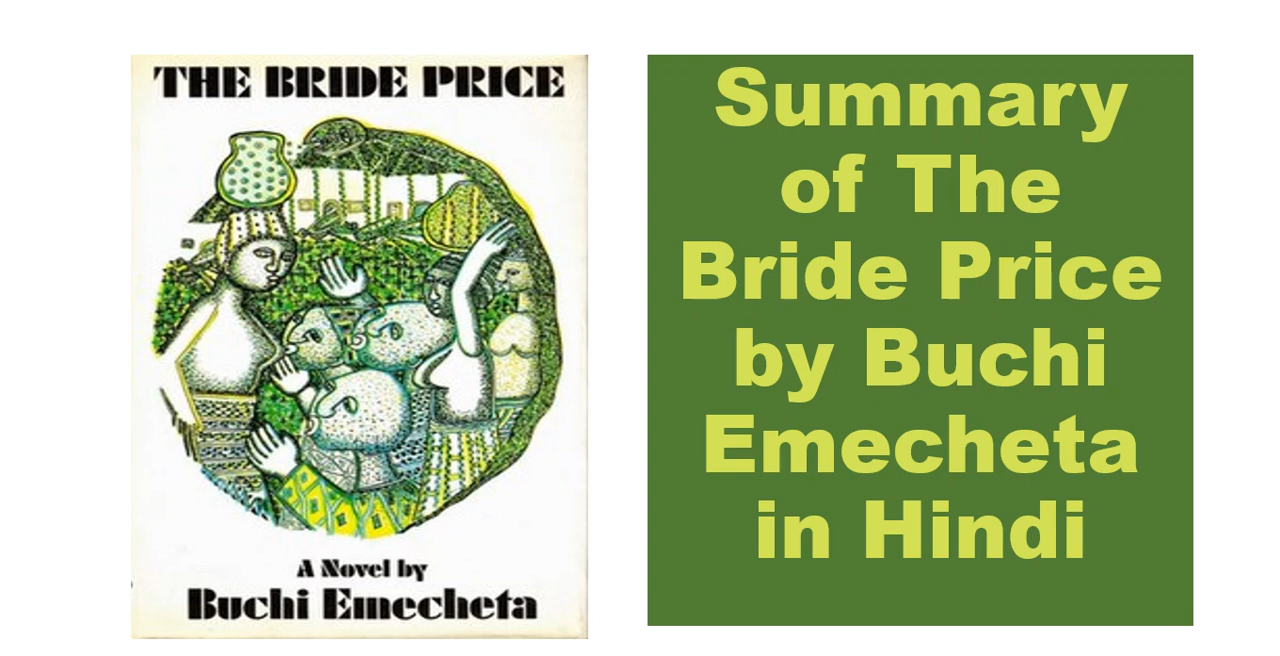 THE BRIDE PRICE
A Novel by
Buchi Emecheta
Summary
of The
Bride Price
by Buchi
Emecheta
in Hindi